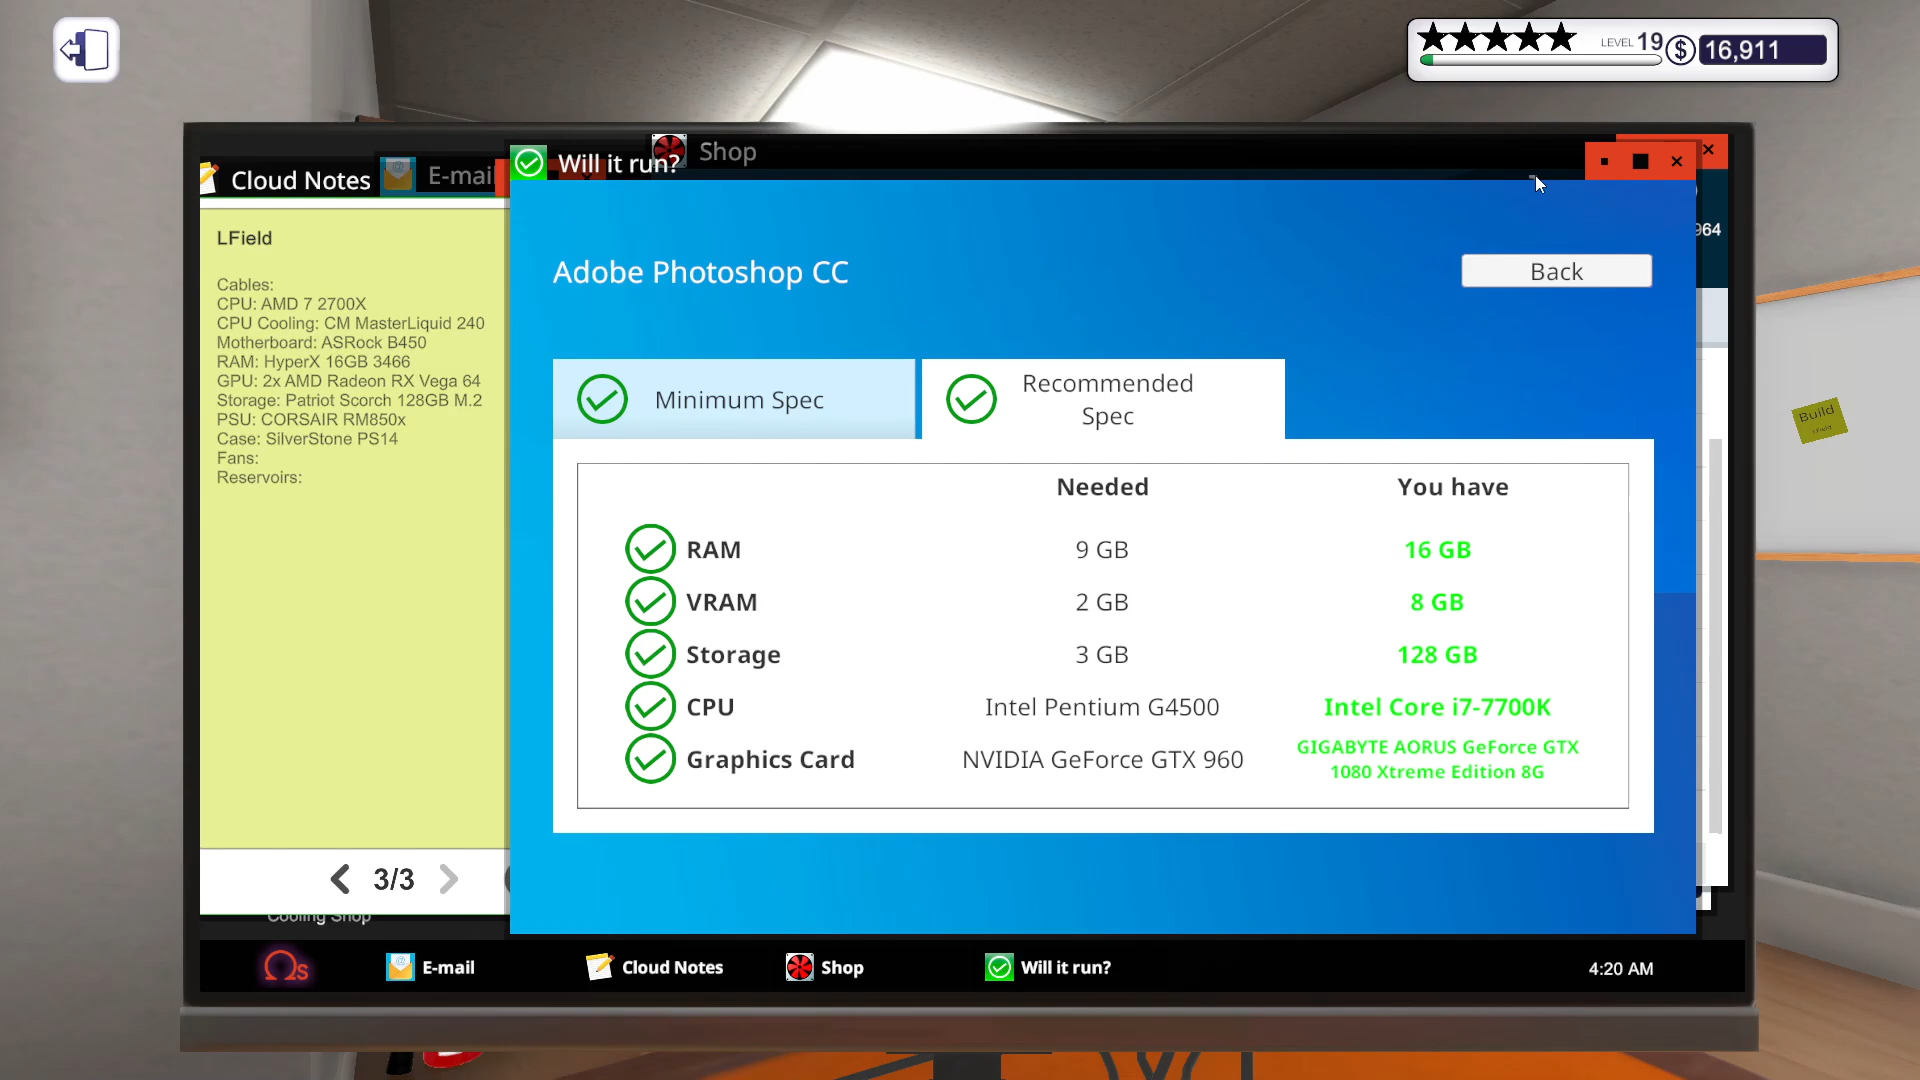 ★★★★★ LEVEL 19 $ 16,911
Shop
Will it run?
Cloud Notes
E-mail
964
LField
Cables:
CPU: AMD 7 2700X
CPU Cooling: CM MasterLiquid 240
Motherboard: ASRock B450
RAM: HyperX 16GB 3466
GPU: 2x AMD Radeon RX Vega 64
Storage: Patriot Scorch 128GB M.2
PSU: CORSAIR RM850x
Case: SilverStone PS14
Fans:
Reservoirs:
3/3
Cooling Shop
Adobe Photoshop CC
Back
Minimum Spec
Recommended
Spec
Needed You have
RAM 9 GB 16 GB
VRAM 2 GB 8 GB
Storage 3 GB 128 GB
CPU Intel Pentium G4500 Intel Core i7-7700K
Graphics Card NVIDIA GeForce GTX 960 GIGABYTE AORUS GeForce GTX
1080 Xtreme Edition 8G
Build
LField
Ωs E-mail Cloud Notes Shop Will it run? 4:20 AM